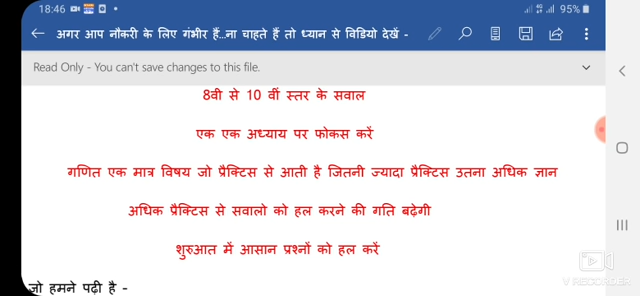 18:46 95%
अगर आप नौकरी के लिए गंभीर हैं...ना चाहते हैं तो ध्यान से विडियो देखें -
Read Only - You can't save changes to this file.
8वी से 10 वीं स्तर के सवाल
एक एक अध्याय पर फोकस करें
गणित एक मात्र विषय जो प्रैक्टिस से आती है जितनी ज्यादा प्रैक्टिस उतना अधिक ज्ञान
अधिक प्रैक्टिस से सवालो को हल करने की गति बढ़ेगी
शुरुआत में आसान प्रश्नों को हल करें
जो हमने पढ़ी है -
V RECORDER